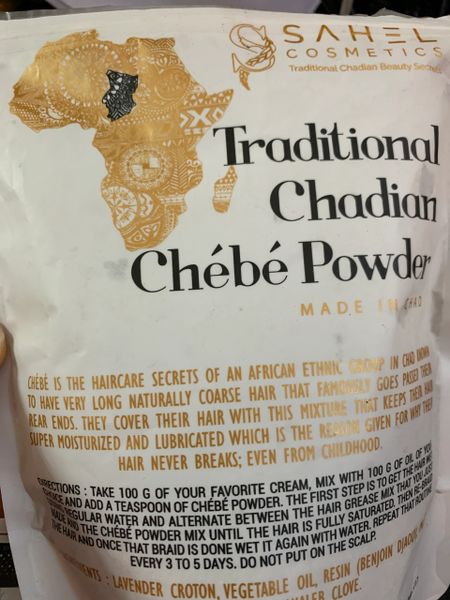 SAHEL
COSMETICS
Traditional Chadian Beauty Secrets
Traditional
Chadian
Chébé Powder
MADE IN CHAD
CHÉBÉ IS THE HAIRCARE SECRETS OF AN AFRICAN ETHNIC GROUP IN CHAD KNOWN
TO HAVE VERY LONG NATURALLY COARSE HAIR THAT FAMOUSLY GOES PASSED THEIR
REAR ENDS. THEY COVER THEIR HAIR WITH THIS MIXTURE THAT KEEPS THEIR HAIR
SUPER MOISTURIZED AND LUBRICATED WHICH IS THE REASON GIVEN FOR WHY THEIR
HAIR NEVER BREAKS; EVEN FROM CHILDHOOD.
DIRECTIONS : TAKE 100 G OF YOUR FAVORITE CREAM, MIX WITH 100 G OF OIL OF YOUR
CHOICE AND ADD A TEASPOON OF CHÉBÉ POWDER. THE FIRST STEP IS TO GET THE HAIR WET
REGULAR WATER AND ALTERNATE BETWEEN THE HAIR GREASE MIX THAT YOU JUST
MADE AND THE CHÉBÉ POWDER MIX UNTIL THE HAIR IS FULLY SATURATED. THEN
THE HAIR AND ONCE THAT BRAID IS DONE WET IT AGAIN WITH WATER. REPEAT THAT ROUTINE
EVERY 3 TO 5 DAYS. DO NOT PUT ON THE SCALP.
: LAVENDER CROTON, VEGETABLE OIL, RESIN (BENJOIN
CLOVE.